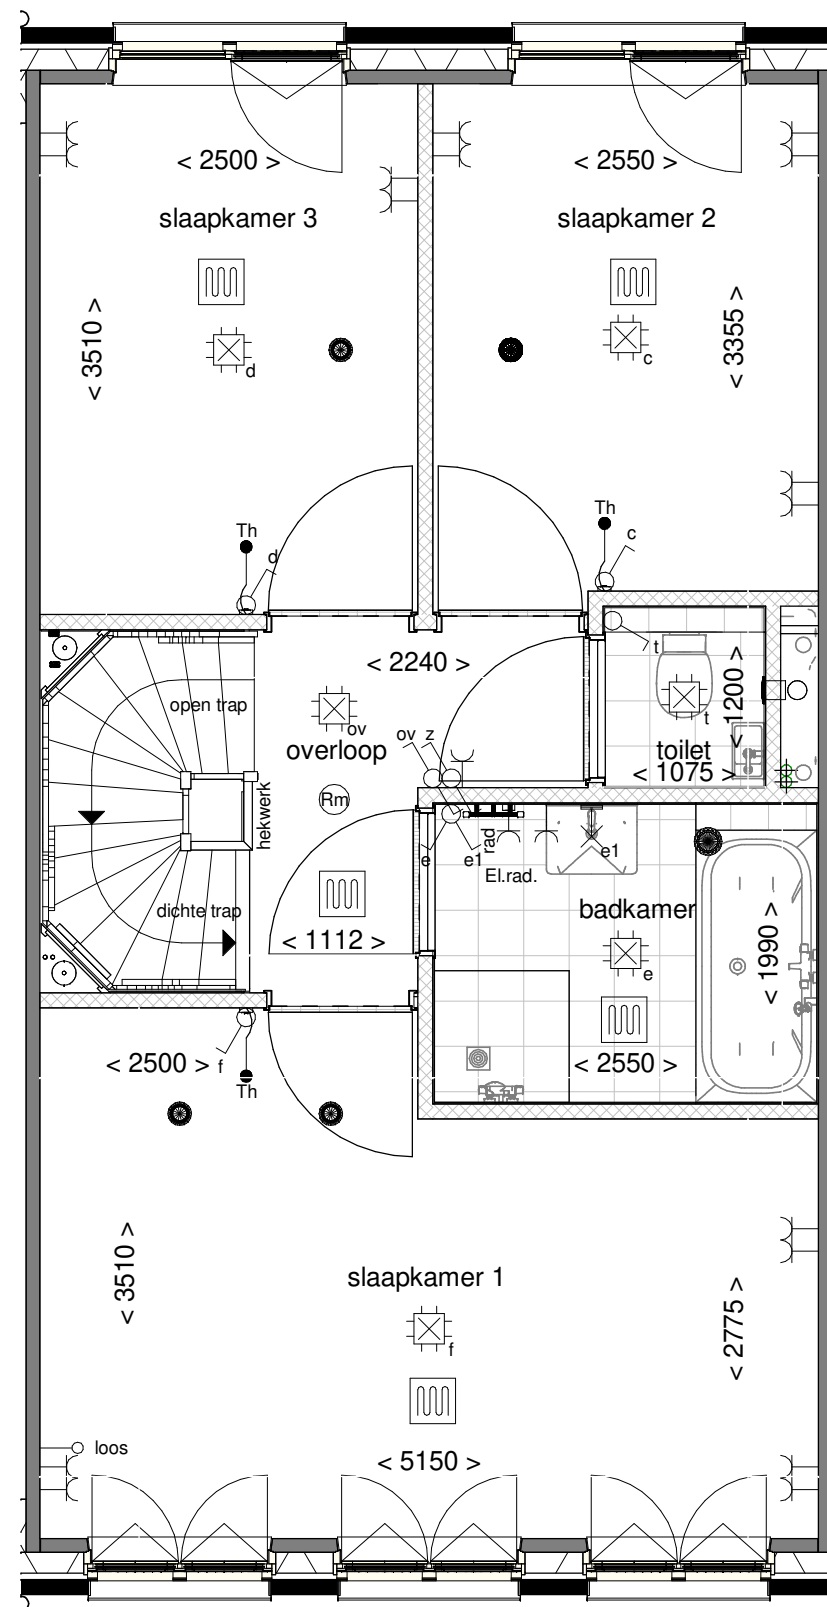 < 2500 >
< 2550 >
slaapkamer 3
slaapkamer 2
< 3510 >
< 3355 >
d
c
Th
d
Th
c
< 2240 >
t
< 1200 >
open trap
t
ov
ov z
overloop
toilet
< 1075 >
hekwerk
Rm
rad
e
e1
e1
El.rad.
dichte trap
badkamer
< 1112 >
< 1990 >
e
< 2500 >
f
< 2550 >
Th
< 3510 >
slaapkamer 1
< 2775 >
f
loos
< 5150 >